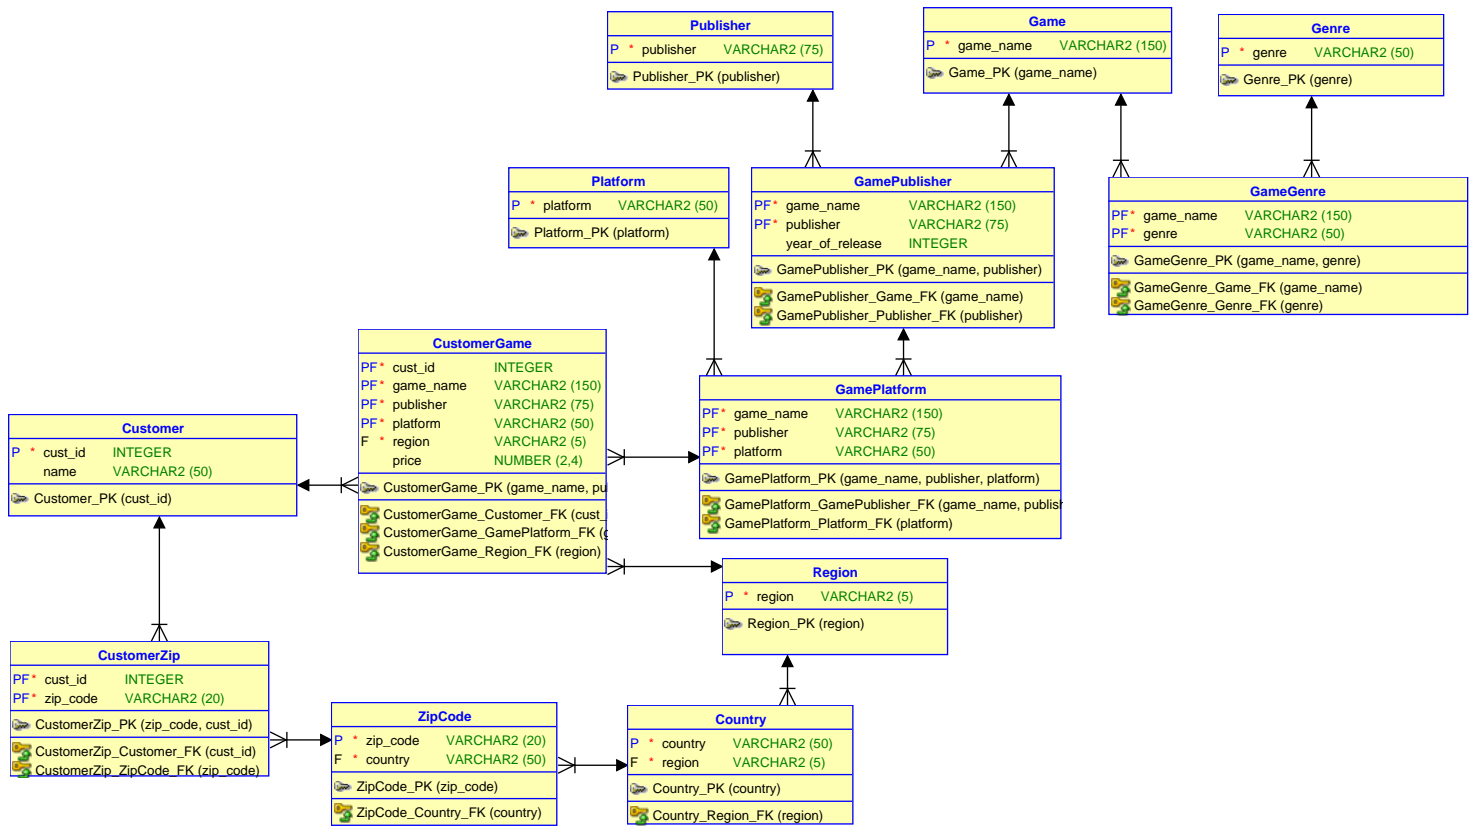 Publisher
P * publisher VARCHAR2 (75)
Publisher_PK (publisher)
Game
P * game_name VARCHAR2 (150)
Game_PK (game_name)
Genre
P * genre VARCHAR2 (50)
Genre_PK (genre)
Platform
P * platform VARCHAR2 (50)
Platform_PK (platform)
GamePublisher
PF* game_name VARCHAR2 (150)
PF* publisher VARCHAR2 (75)
year_of_release INTEGER
GamePublisher_PK (game_name, publisher)
GamePublisher_Game_FK (game_name)
GamePublisher_Publisher_FK (publisher)
GameGenre
PF* game_name VARCHAR2 (150)
PF* genre VARCHAR2 (50)
GameGenre_PK (game_name, genre)
GameGenre_Game_FK (game_name)
GameGenre_Genre_FK (genre)
CustomerGame
PF* cust_id INTEGER
PF* game_name VARCHAR2 (150)
PF* publisher VARCHAR2 (75)
PF* platform VARCHAR2 (50)
F * region VARCHAR2 (5)
price NUMBER (2,4)
CustomerGame_PK (game_name, pu
CustomerGame_Customer_FK (cust_
CustomerGame_GamePlatform_FK (g
CustomerGame_Region_FK (region)
GamePlatform
PF* game_name VARCHAR2 (150)
PF* publisher VARCHAR2 (75)
PF* platform VARCHAR2 (50)
GamePlatform_PK (game_name, publisher, platform)
GamePlatform_GamePublisher_FK (game_name, publish
GamePlatform_Platform_FK (platform)
Customer
P * cust_id INTEGER
name VARCHAR2 (50)
Customer_PK (cust_id)
Region
P * region VARCHAR2 (5)
Region_PK (region)
CustomerZip
PF* cust_id INTEGER
PF* zip_code VARCHAR2 (20)
CustomerZip_PK (zip_code, cust_id)
CustomerZip_Customer_FK (cust_id)
CustomerZip_ZipCode_FK (zip_code)
ZipCode
P * zip_code VARCHAR2 (20)
F * country VARCHAR2 (50)
ZipCode_PK (zip_code)
ZipCode_Country_FK (country)
Country
P * country VARCHAR2 (50)
F * region VARCHAR2 (5)
Country_PK (country)
Country_Region_FK (region)